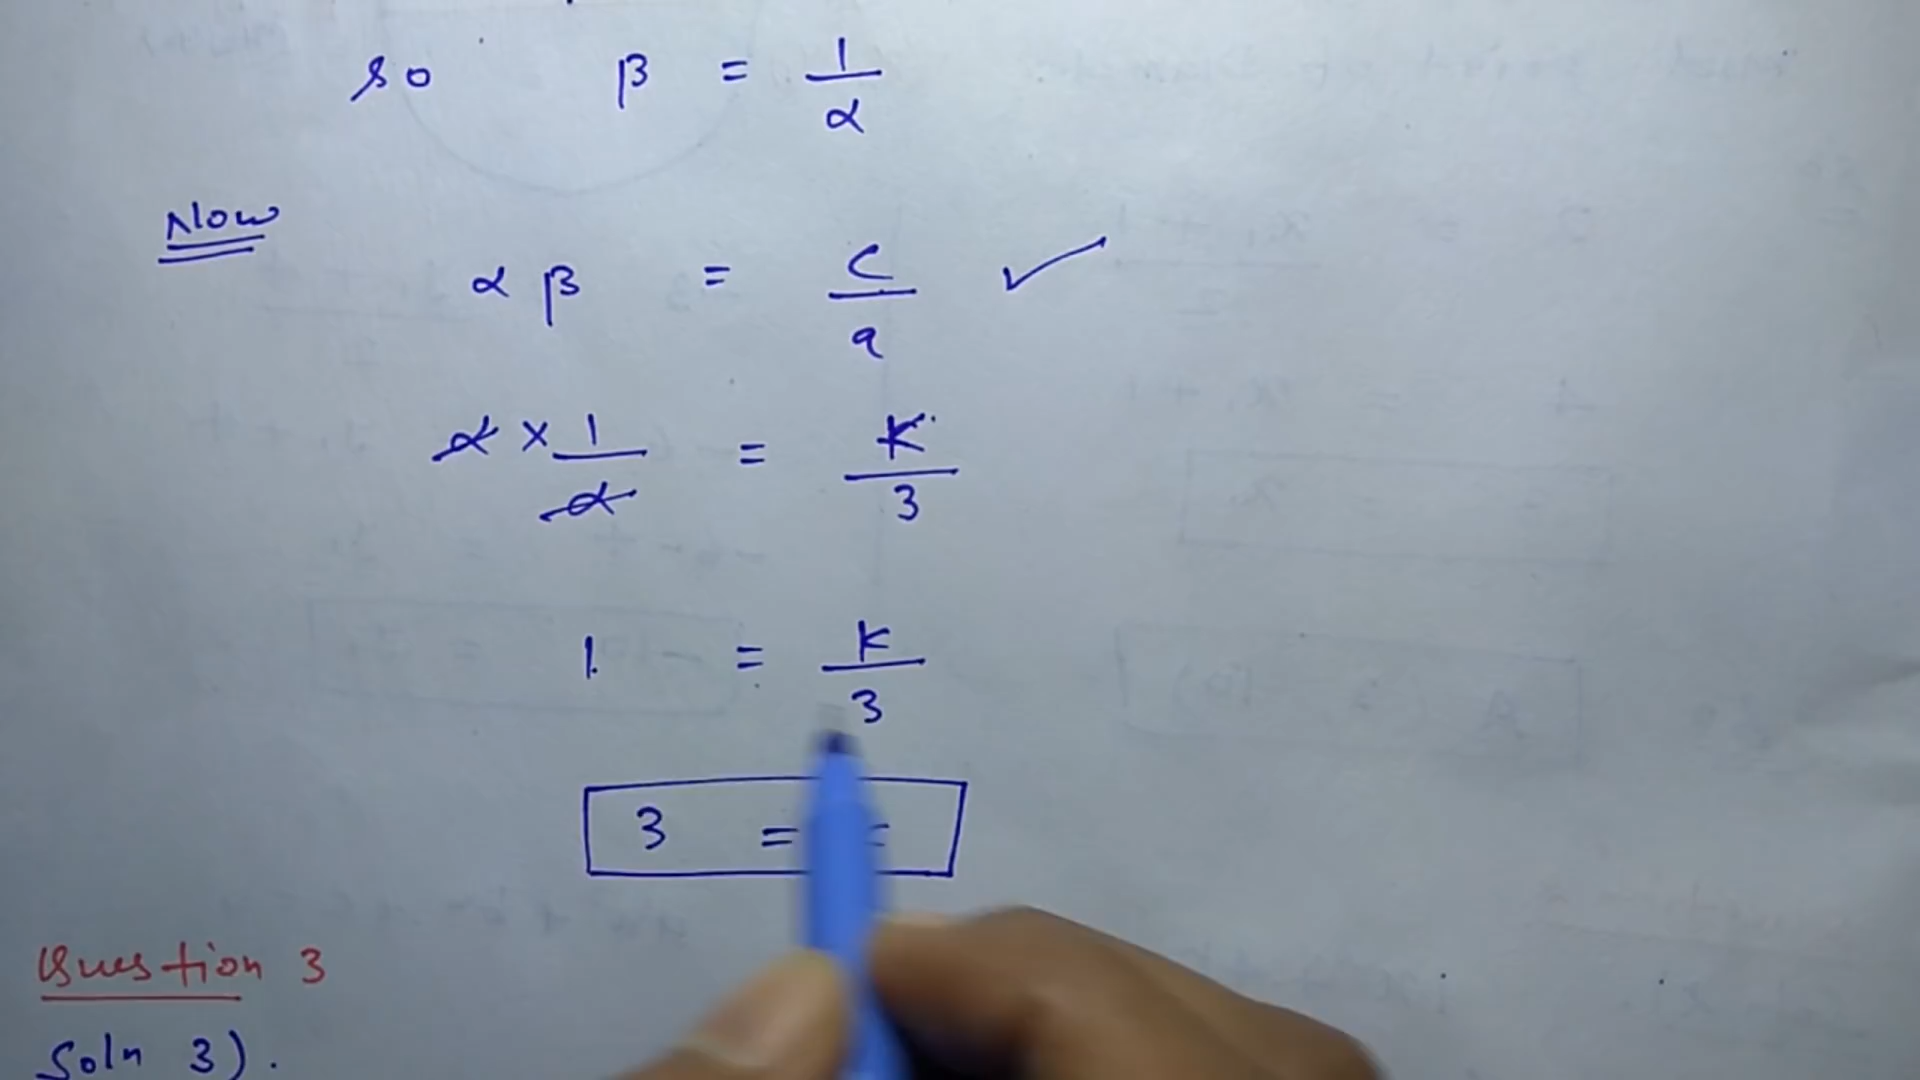 so β = 1/α
Now
αβ = c/a ✓
α × 1/α = K/3
1 = K/3
3 =
Question 3
Soln 3).